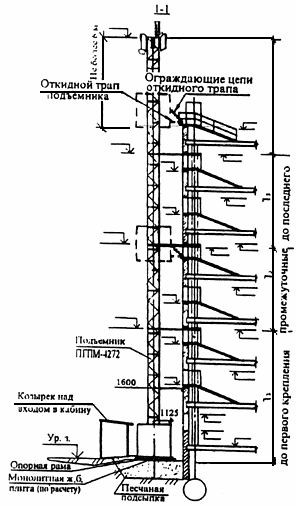 1-1
Не более 6 м
Откидной трап
подъемника
Ограждающие цепи
откидного трапа
до последнего
промежуточные
до первого крепления
Подъемник
ПГПМ-4272
1600
1125
Козырек над
входом в кабину
Ур. з.
Опорная рама
Монолитная ж,б,
плита (по расчету)
Песчаная
подсыпка